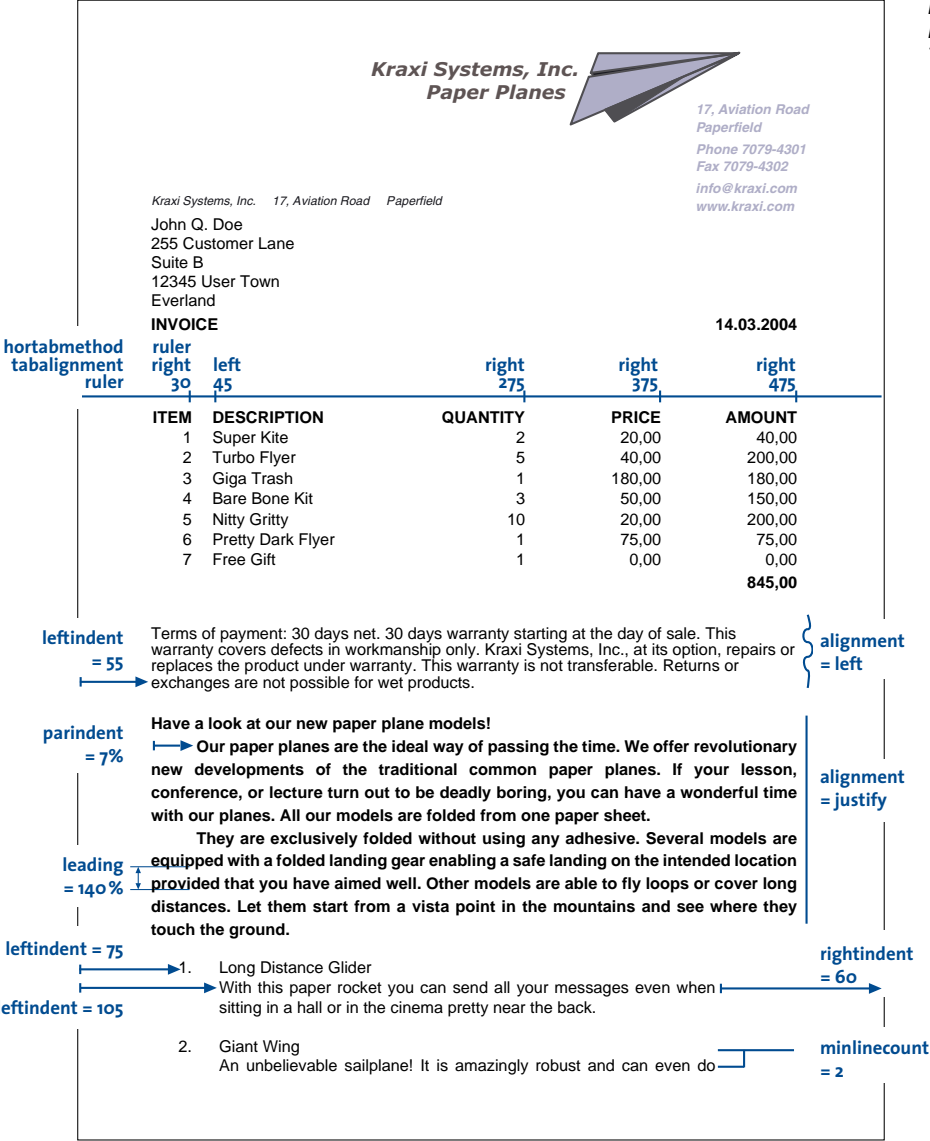 Kraxi Systems, Inc.
Paper Planes
17, Aviation Road
Paperfield
Phone 7079-4301
Fax 7079-4302
info@kraxi.com
www.kraxi.com
Kraxi Systems, Inc. 17, Aviation Road Paperfield
John Q. Doe
255 Customer Lane
Suite B
12345 User Town
Everland
INVOICE 14.03.2004
hortabmethod ruler
tabalignment right left right right right
ruler 30 45 275 375 475
ITEM DESCRIPTION QUANTITY PRICE AMOUNT
1 Super Kite 2 20,00 40,00
2 Turbo Flyer 5 40,00 200,00
3 Giga Trash 1 180,00 180,00
4 Bare Bone Kit 3 50,00 150,00
5 Nitty Gritty 10 20,00 200,00
6 Pretty Dark Flyer 1 75,00 75,00
7 Free Gift 1 0,00 0,00
845,00
leftindent
= 55
Terms of payment: 30 days net. 30 days warranty starting at the day of sale. This
warranty covers defects in workmanship only. Kraxi Systems, Inc., at its option, repairs or
replaces the product under warranty. This warranty is not transferable. Returns or
exchanges are not possible for wet products.
alignment
= left
Have a look at our new paper plane models!
parindent
= 7%
Our paper planes are the ideal way of passing the time. We offer revolutionary
new developments of the traditional common paper planes. If your lesson,
conference, or lecture turn out to be deadly boring, you can have a wonderful time
with our planes. All our models are folded from one paper sheet.
alignment
= justify
They are exclusively folded without using any adhesive. Several models are
equipped with a folded landing gear enabling a safe landing on the intended location
provided that you have aimed well. Other models are able to fly loops or cover long
distances. Let them start from a vista point in the mountains and see where they
touch the ground.
leading
= 140%
leftindent = 75
1. Long Distance Glider
With this paper rocket you can send all your messages even when
sitting in a hall or in the cinema pretty near the back.
rightindent
= 60
eftindent = 105
2. Giant Wing
An unbelievable sailplane! It is amazingly robust and can even do
minlinecount
= 2